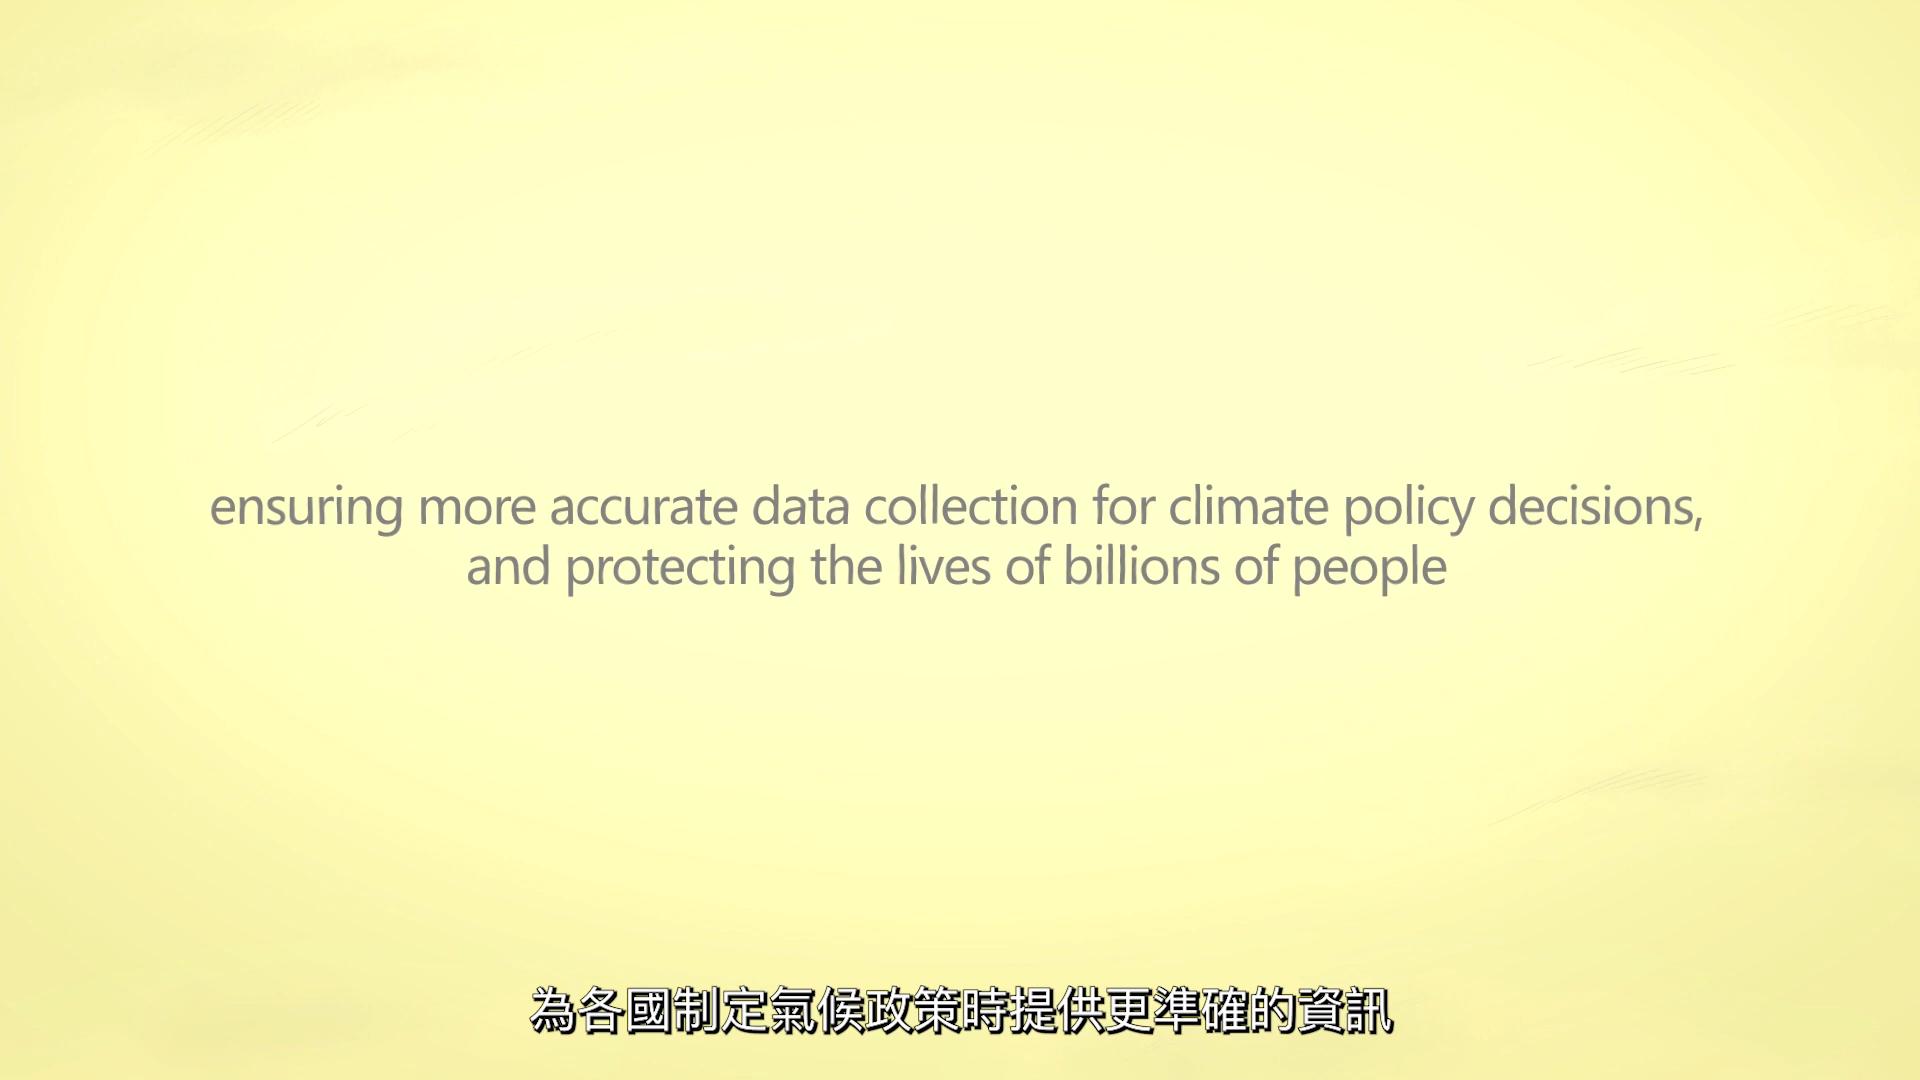 ensuring more accurate data collection for climate policy decisions,
and protecting the lives of billions of people
為各國制定氣候政策時提供更準確的資訊